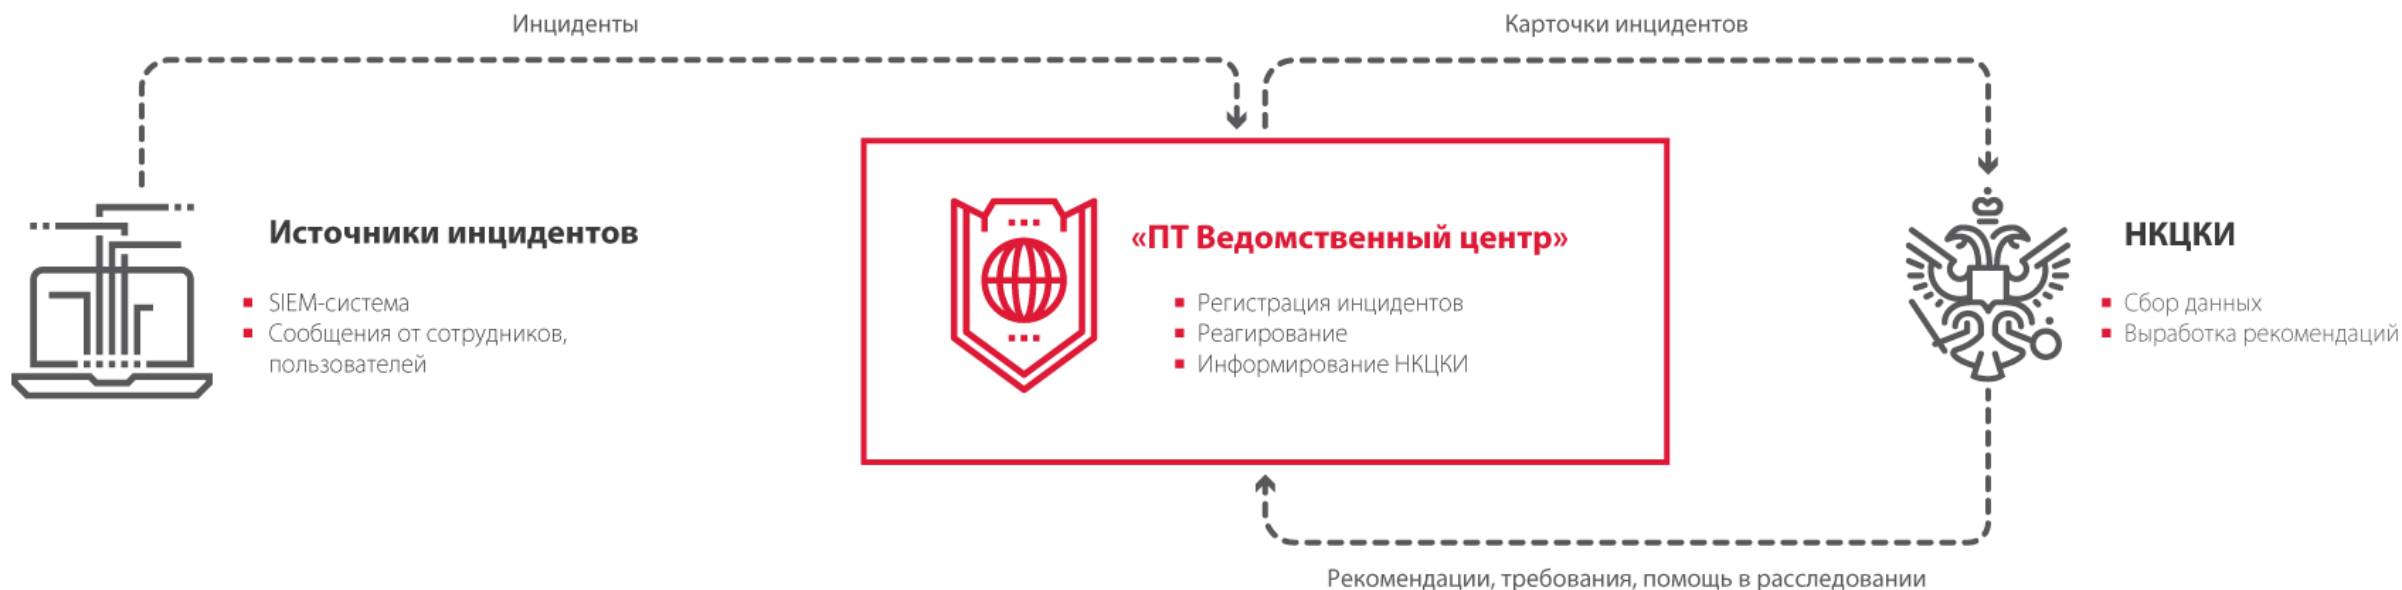 Инциденты
Карточки инцидентов
Источники инцидентов
SIEM-система
Сообщения от сотрудников,
пользователей
«ПТ Ведомственный центр»
Регистрация инцидентов
Реагирование
Информирование НКЦКИ
НКЦКИ
Сбор данных
Выработка рекомендаций
Рекомендации, требования, помощь в расследовании